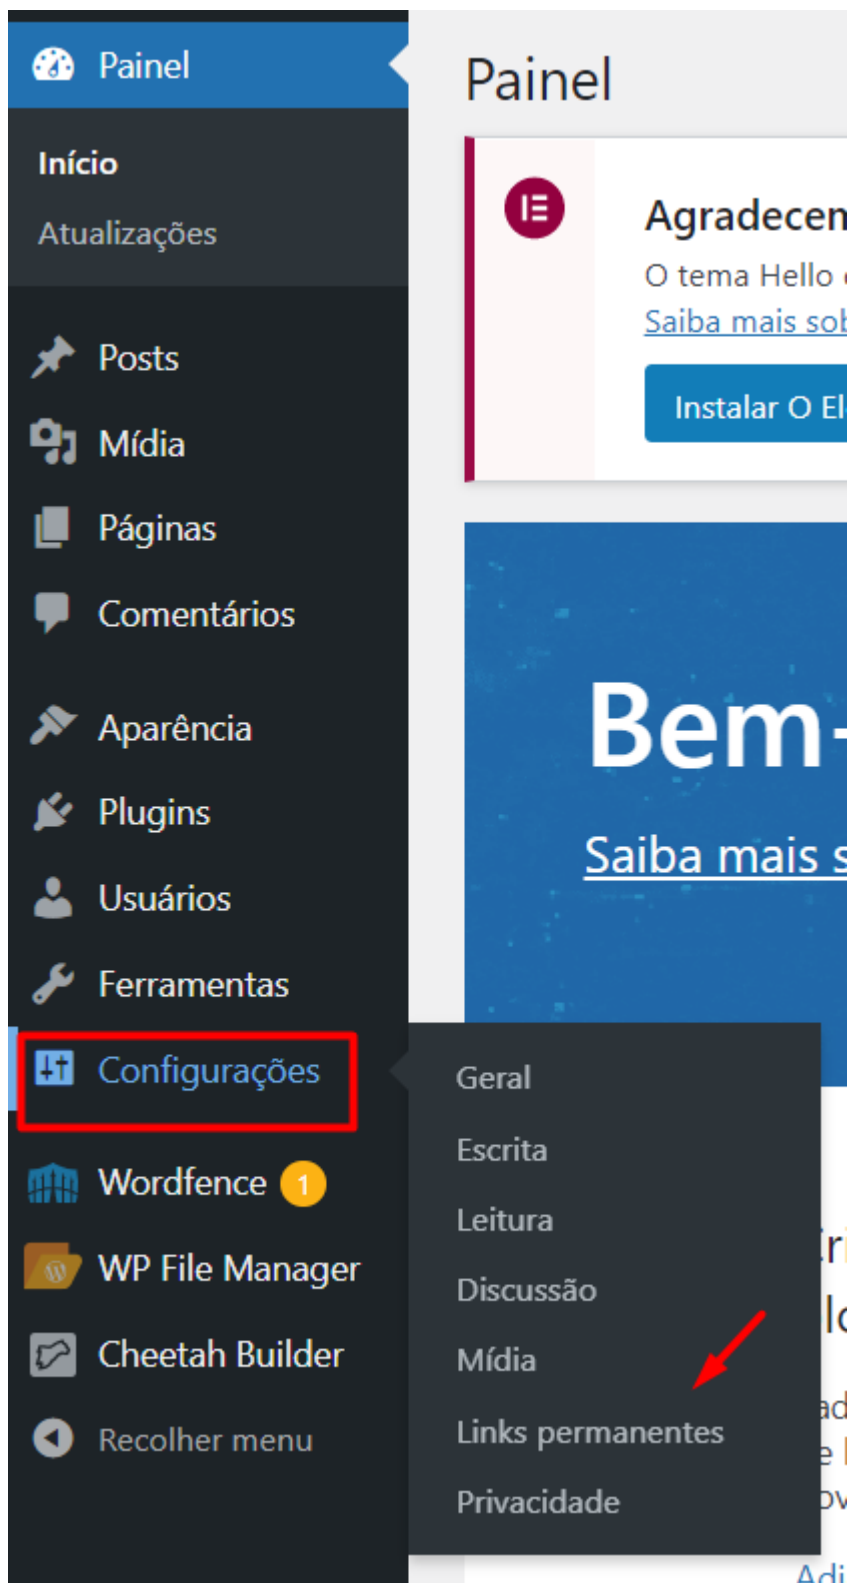 Painel
Início
Atualizações
Posts
Mídia
Páginas
Comentários
Aparência
Plugins
Usuários
Ferramentas
Configurações
Wordfence 1
WP File Manager
Cheetah Builder
Recolher menu
Geral
Escrita
Leitura
Discussão
Mídia
Links permanentes
Privacidade
Painel
Agradecem
O tema Hello
Saiba mais sob
Instalar O El
Bem-
Saiba mais s
Adi